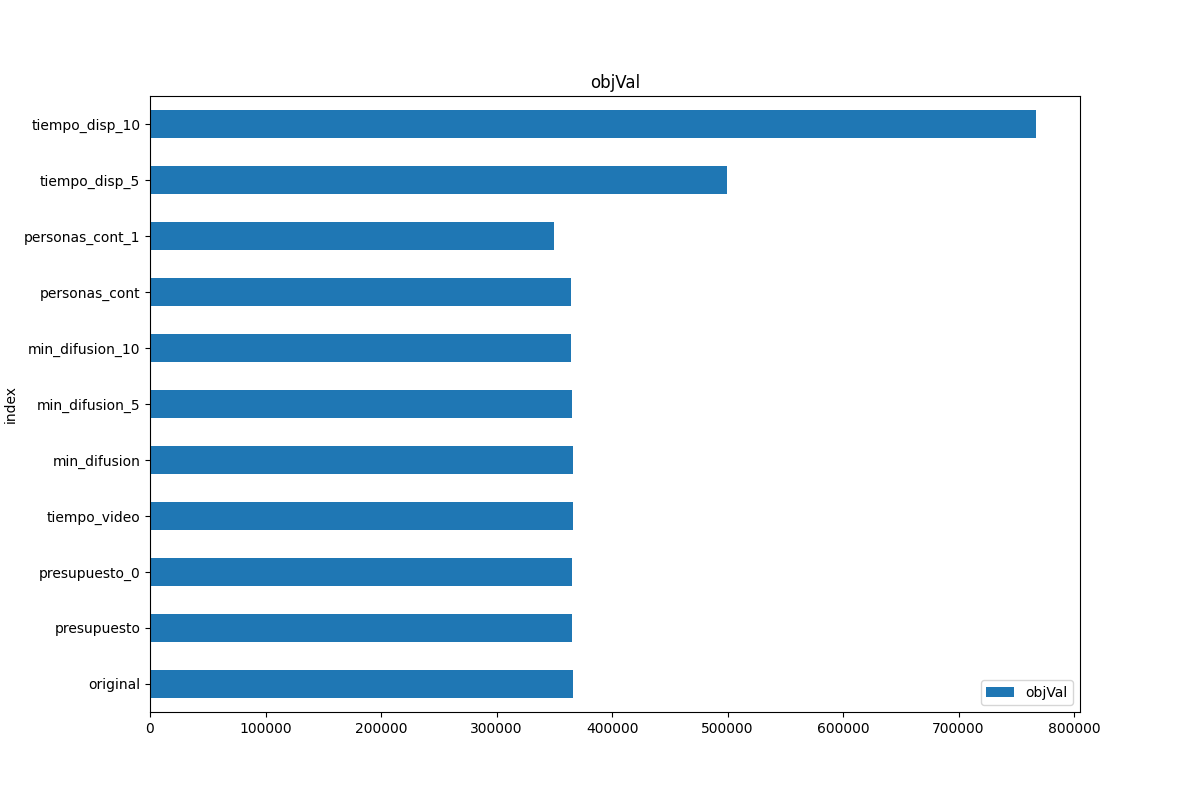 objVal
tiempo_disp_10
tiempo_disp_5
personas_cont_1
personas_cont
min_difusion_10
min_difusion_5
min_difusion
tiempo_video
presupuesto_0
presupuesto
original
index
objVal
0 100000 200000 300000 400000 500000 600000 700000 800000